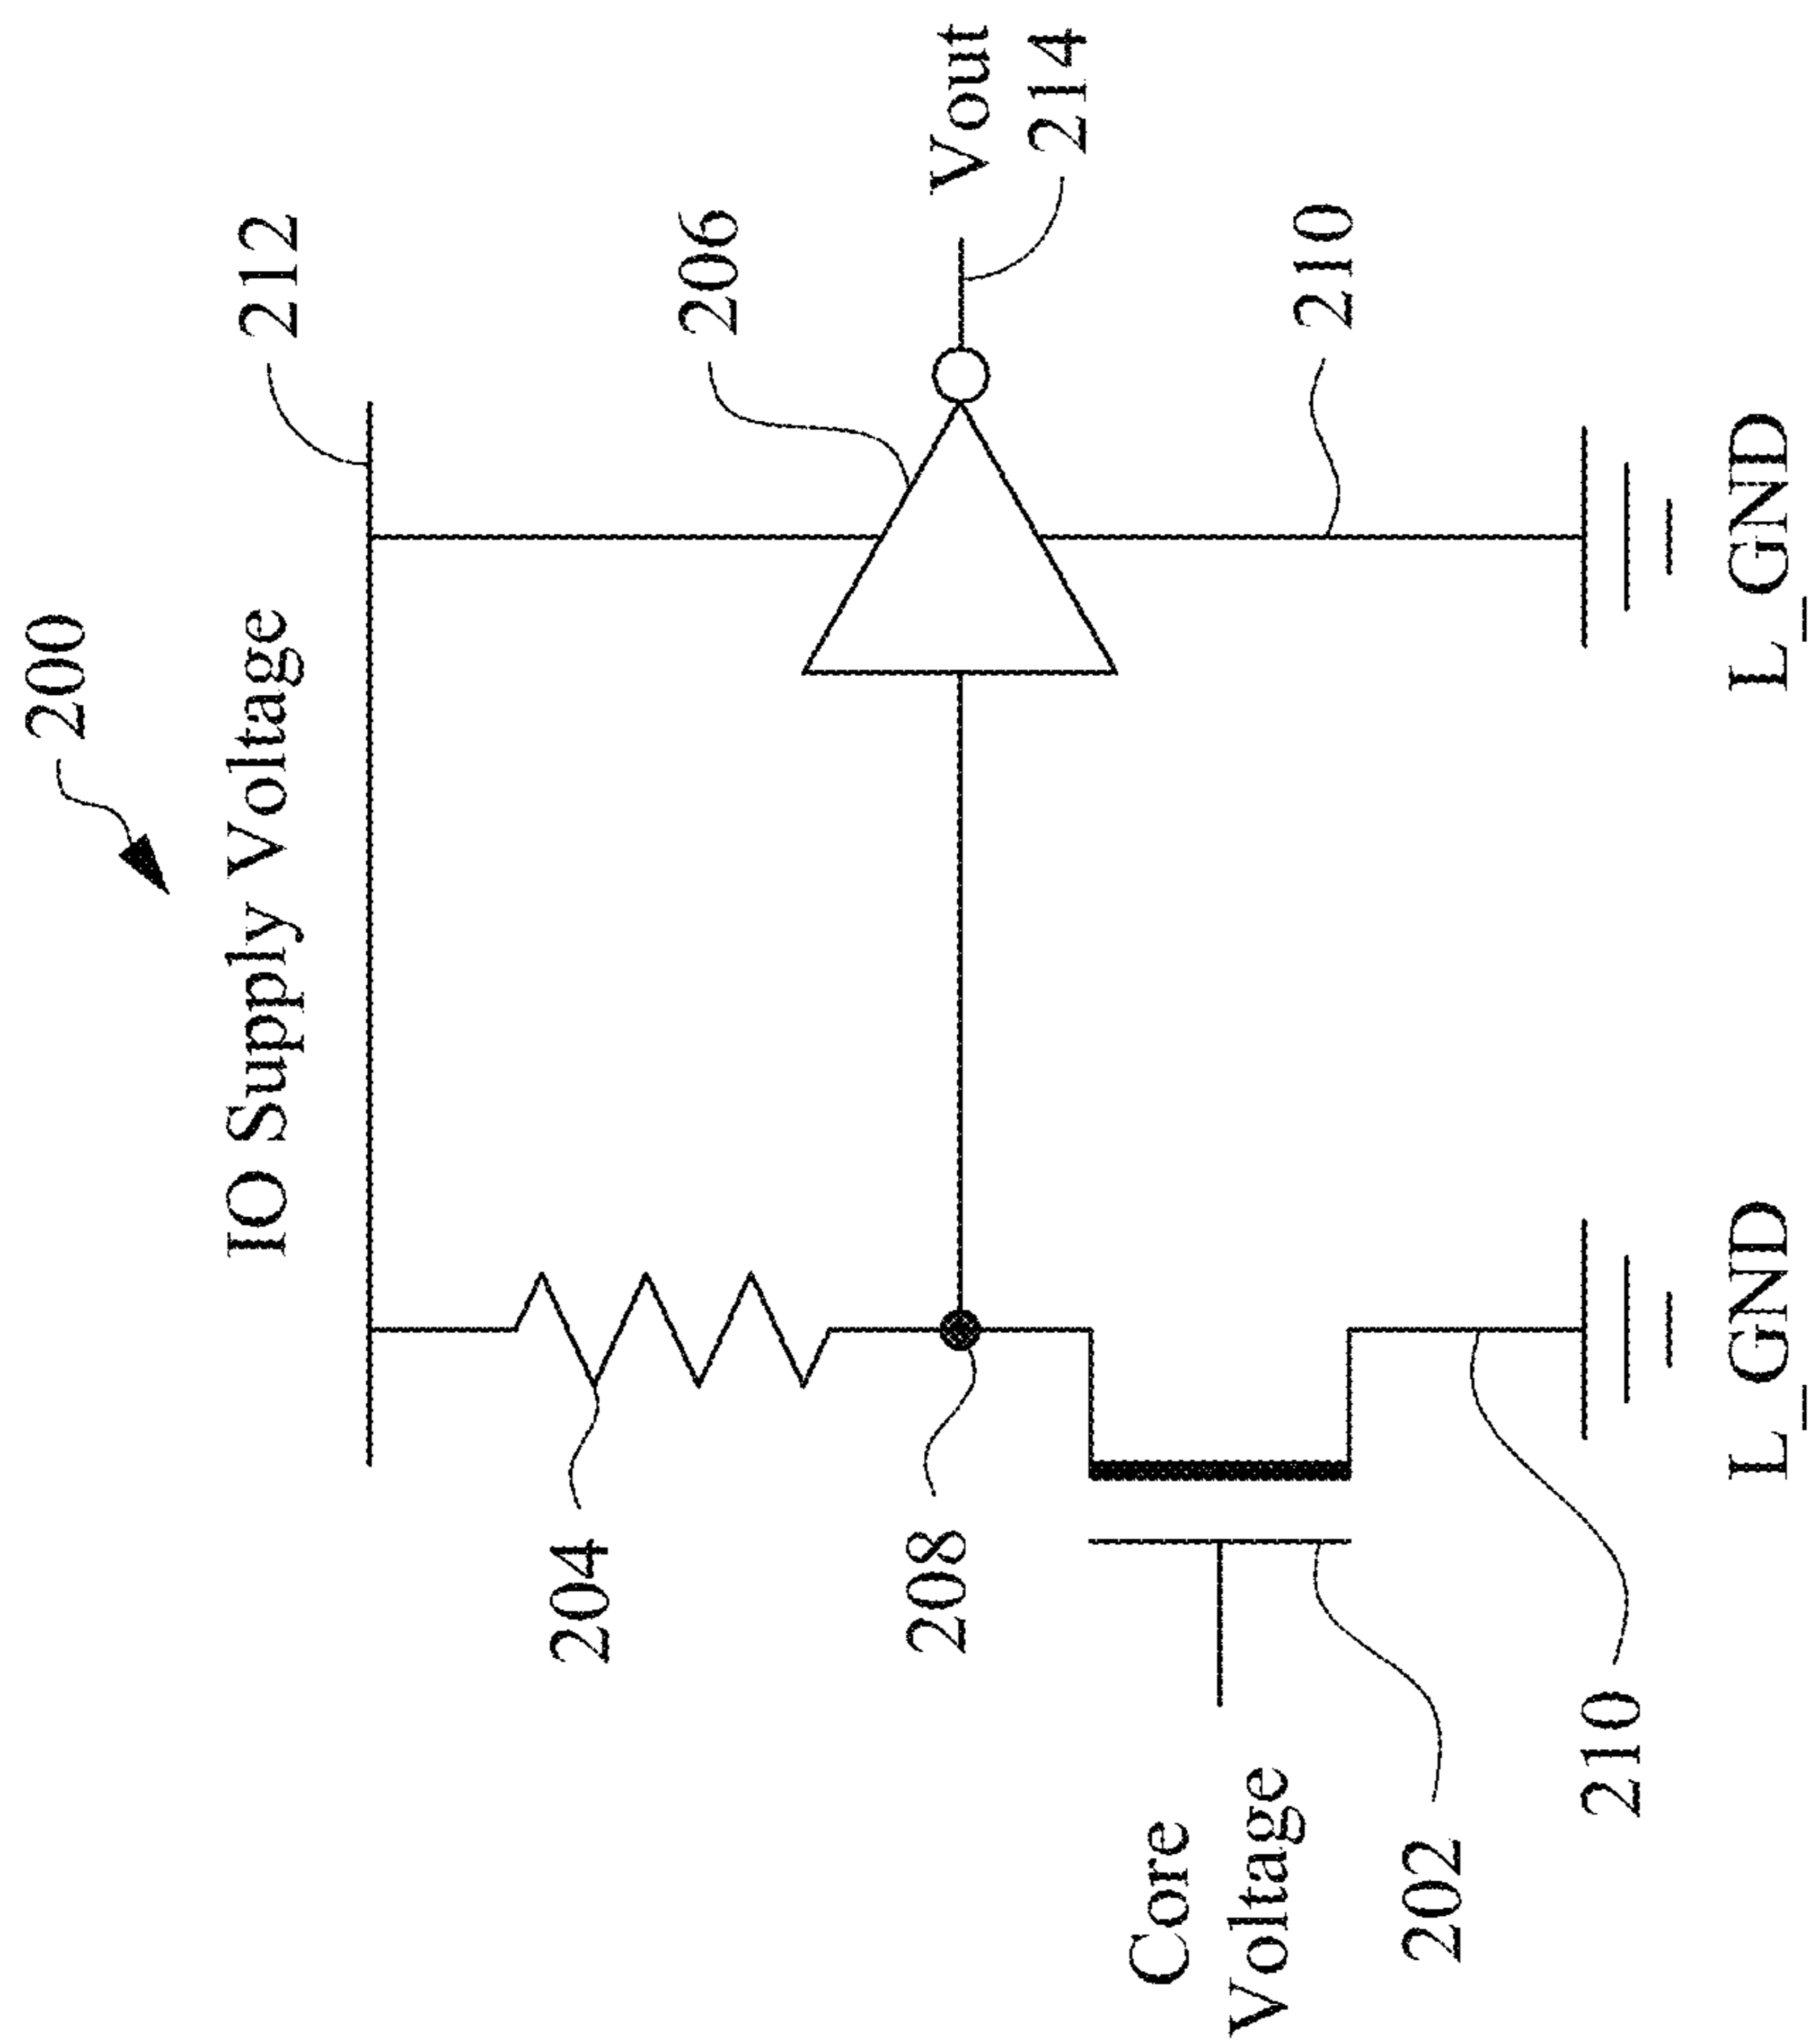 200
IO Supply Voltage
212
204
206
208
Vout
214
Core
Voltage
202
210
210
L_GND
L_GND